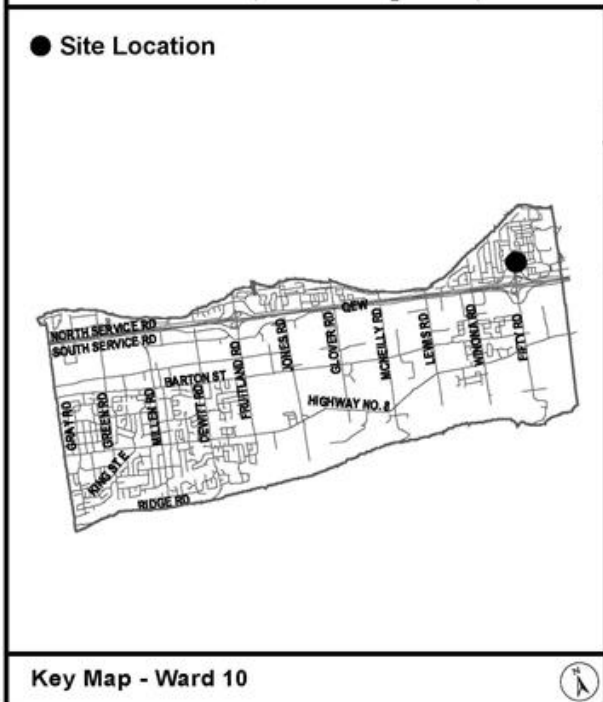 Site Location
NORTH SERVICE RD
SOUTH SERVICE RD
QEW
GRAY RD
GREEN RD
MILLEN RD
DEWITT RD
FRUITLAND RD
JONES RD
GLOVER RD
MCNEILLY RD
LEWIS RD
WINONA RD
FIFTY RD
BARTON ST
HIGHWAY NO. 8
KING ST E
RIDGE RD
Key Map - Ward 10
N